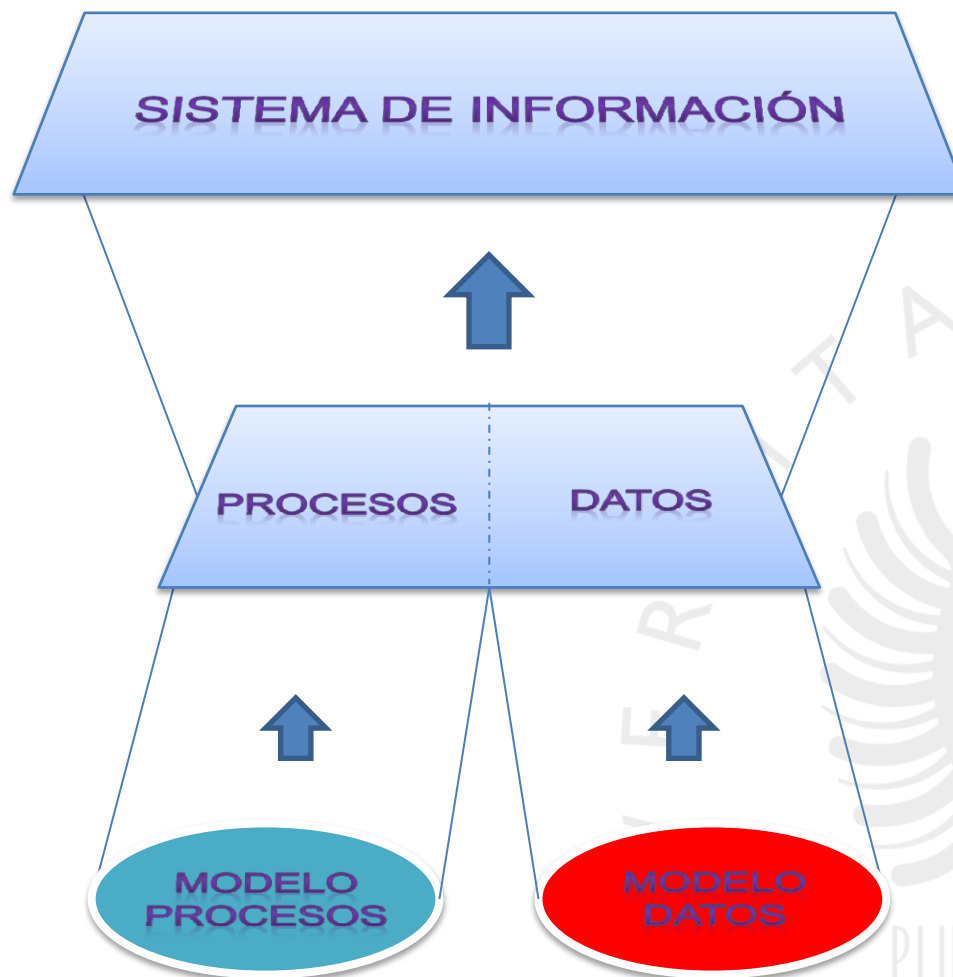 SISTEMA DE INFORMACIÓN
PROCESOS
DATOS
MODELO
PROCESOS
MODELO
DATOS